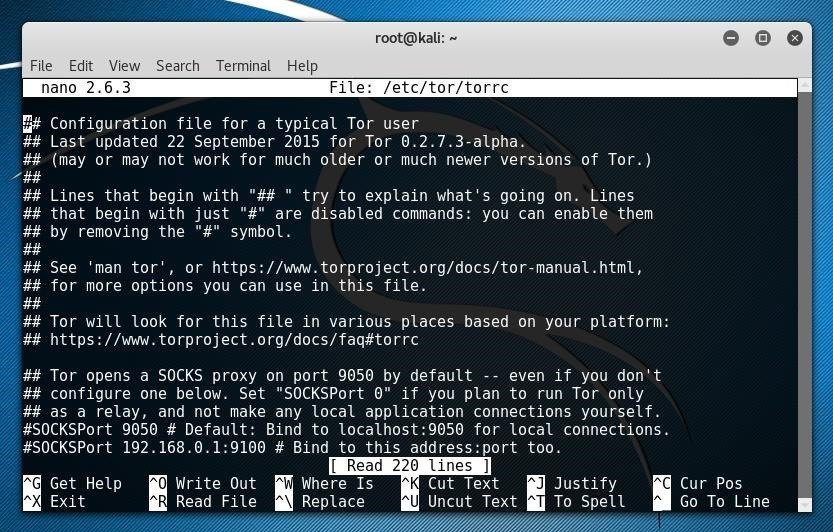 root@kali: ~
File Edit View Search Terminal Help
nano 2.6.3 File: /etc/tor/torrc
## Configuration file for a typical Tor user
## Last updated 22 September 2015 for Tor 0.2.7.3-alpha.
## (may or may not work for much older or much newer versions of Tor.)
##
## Lines that begin with "## " try to explain what's going on. Lines
## that begin with just "#" are disabled commands: you can enable them
## by removing the "#" symbol.
##
## See 'man tor', or https://www.torproject.org/docs/tor-manual.html,
## for more options you can use in this file.
##
## Tor will look for this file in various places based on your platform:
## https://www.torproject.org/docs/faq#torrc
## Tor opens a SOCKS proxy on port 9050 by default -- even if you don't
## configure one below. Set "SOCKSPort 0" if you plan to run Tor only
## as a relay, and not make any local application connections yourself.
#SOCKSPort 9050 # Default: Bind to localhost:9050 for local connections.
#SOCKSPort 192.168.0.1:9100 # Bind to this address:port too.
[ Read 220 lines ]
^G Get Help ^O Write Out ^W Where Is ^K Cut Text ^J Justify ^C Cur Pos
^X Exit ^R Read File ^\ Replace ^U Uncut Text ^T To Spell ^_ Go To Line